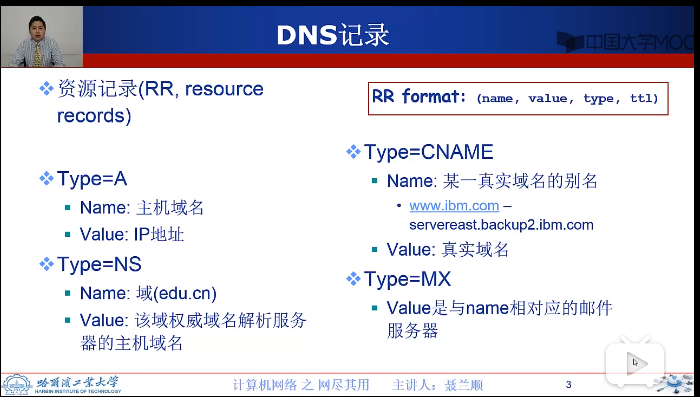 DNS记录
中国大学MOOC
资源记录(RR, resource
records)
RR format: (name, value, type, ttl)
Type=A
Name: 主机域名
Value: IP地址
Type=NS
Name: 域(edu.cn)
Value: 该域权威域名解析服务
器的主机域名
Type=CNAME
Name: 某一真实域名的别名
www.ibm.com –
servereast.backup2.ibm.com
Value: 真实域名
Type=MX
Value是与name相对应的邮件
服务器
哈尔滨工业大学
HARBIN INSTITUTE OF TECHNOLOGY
计算机网络 之 网尽其用
主讲人：聂兰顺
3